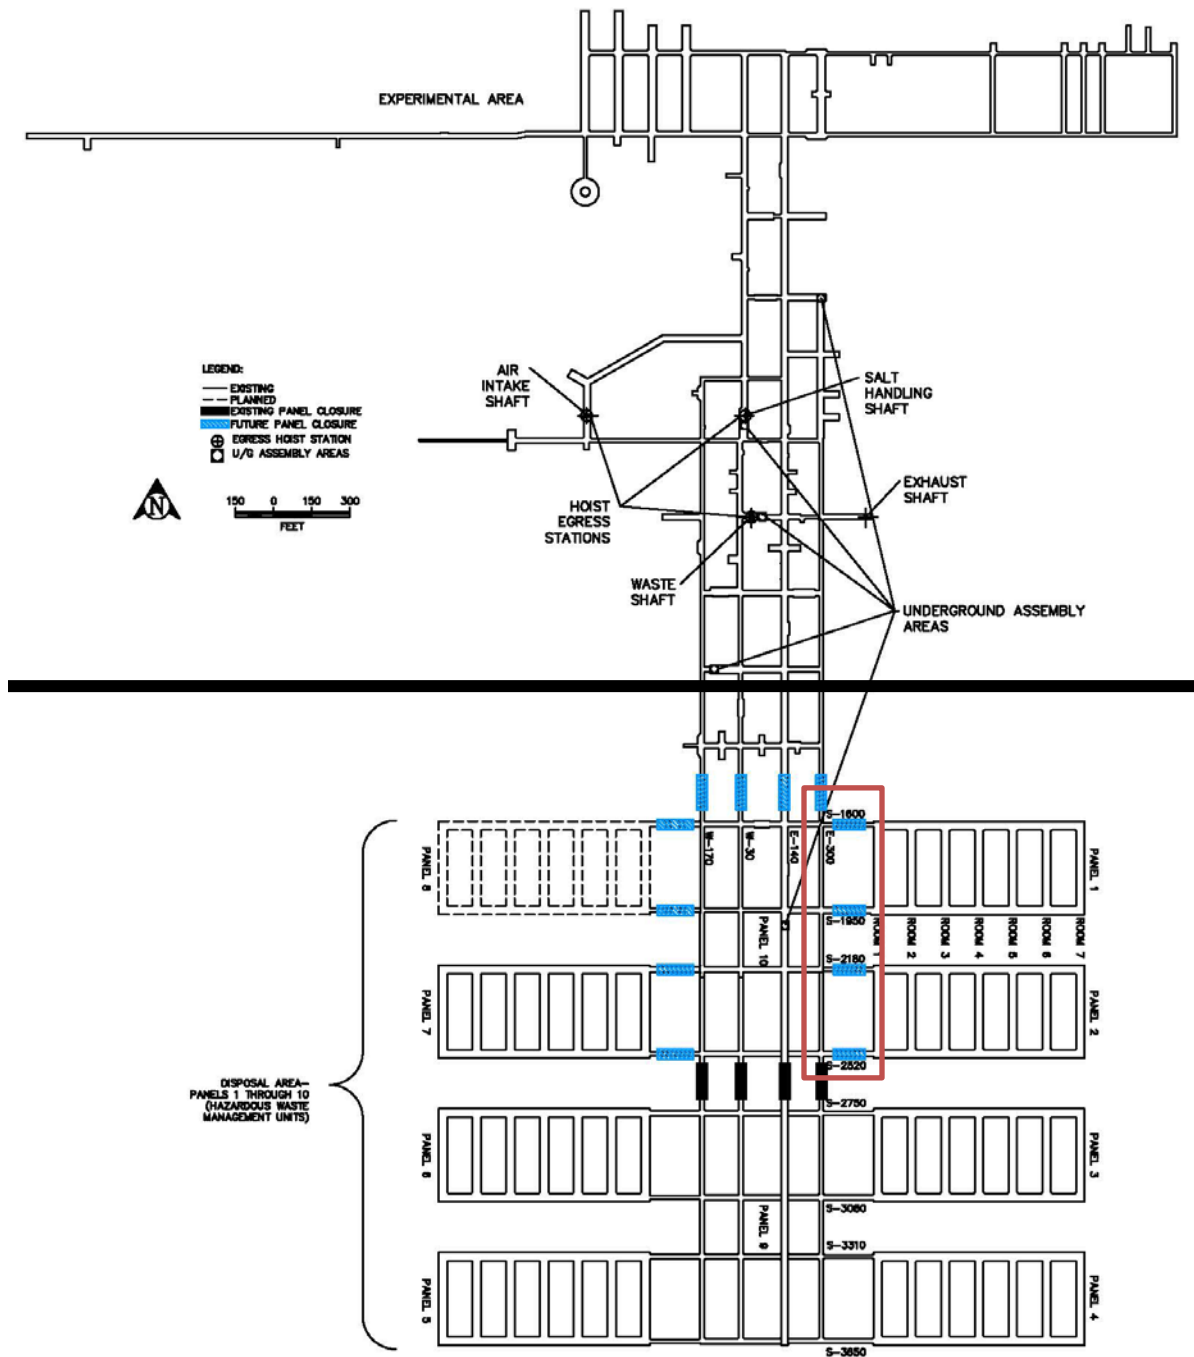 EXPERIMENTAL AREA
LEGEND:
EXISTING
PLANNED
EXISTING PANEL CLOSURE
FUTURE PANEL CLOSURE
EGRESS HOIST STATION
U/G ASSEMBLY AREAS
N
150 0 150 300
FEET
AIR
INTAKE
SHAFT
SALT
HANDLING
SHAFT
HOIST
EGRESS
STATIONS
EXHAUST
SHAFT
WASTE
SHAFT
UNDERGROUND ASSEMBLY
AREAS
S-1600
W-170
W-30
E-140
E-300
PANEL 8
PANEL 1
S-1950
ROOM 1
ROOM 2
ROOM 3
ROOM 4
ROOM 5
ROOM 6
ROOM 7
PANEL 10
S-2180
PANEL 7
PANEL 2
S-2520
DISPOSAL AREA–
PANELS 1 THROUGH 10
(HAZARDOUS WASTE
MANAGEMENT UNITS)
S-2750
PANEL 6
PANEL 3
S-3080
PANEL 9
S-3310
PANEL 5
PANEL 4
S-3650